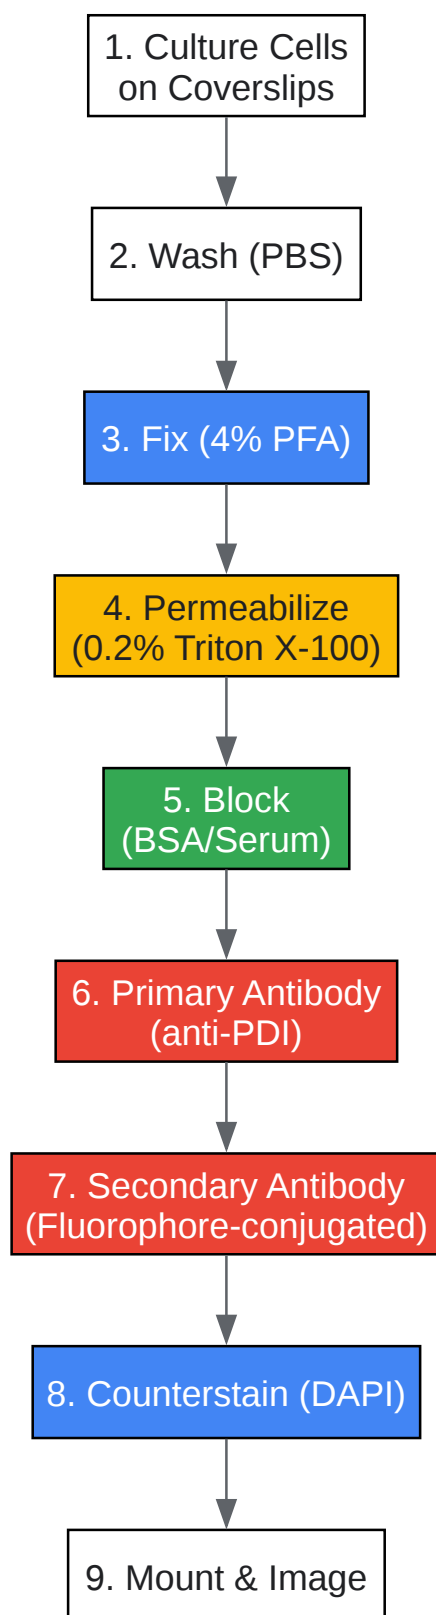 1. Culture Cells
on Coverslips
2. Wash (PBS)
3. Fix (4% PFA)
4. Permeabilize
(0.2% Triton X-100)
5. Block
(BSA/Serum)
6. Primary Antibody
(anti-PDI)
7. Secondary Antibody
(Fluorophore-conjugated)
8. Counterstain (DAPI)
9. Mount & Image